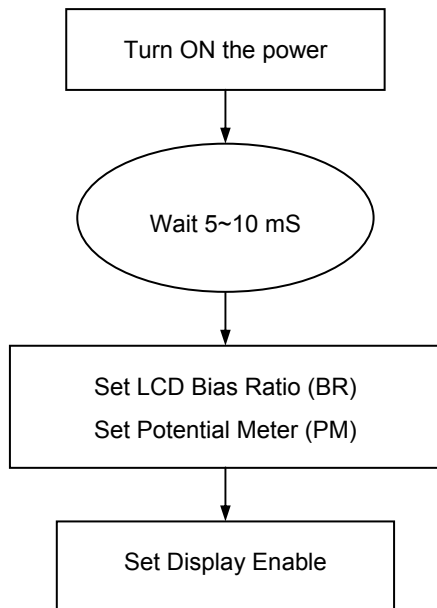 Turn ON the power
Wait 5~10 mS
Set LCD Bias Ratio (BR)
Set Potential Meter (PM)
Set Display Enable